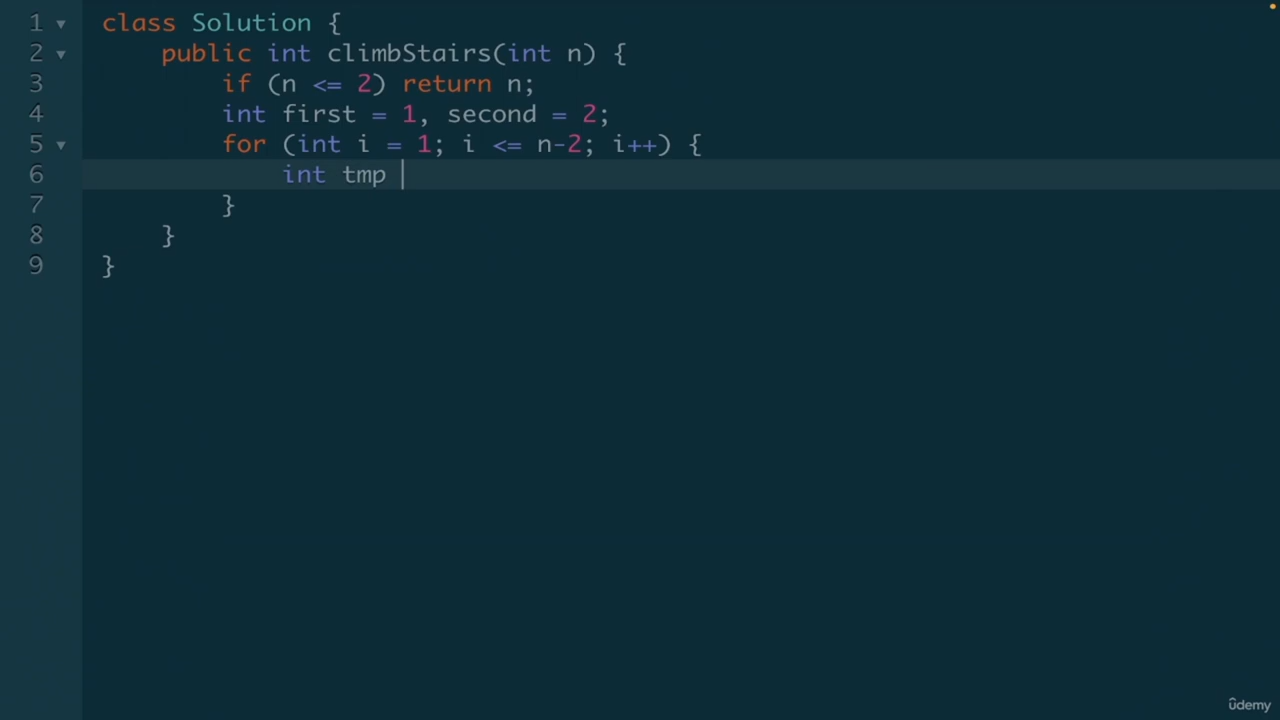 1 class Solution {
2     public int climbStairs(int n) {
3         if (n <= 2) return n;
4         int first = 1, second = 2;
5         for (int i = 1; i <= n-2; i++) {
6             int tmp
7         }
8     }
9 }
ûdemy